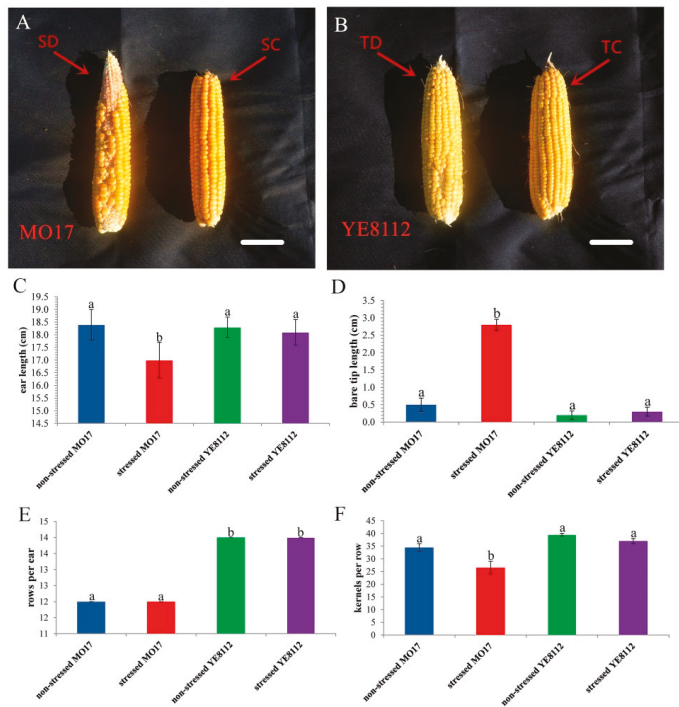 A
SD
SC
MO17
B
TD
TC
YE8112
C
ear length (cm)
19.5
19.0
18.5
18.0
17.5
17.0
16.5
16.0
15.5
15.0
14.5
a
b
a
a
non-stressed MO17
stressed MO17
non-stressed YE8112
stressed YE8112
D
bare tip length (cm)
3.5
3.0
2.5
2.0
1.5
1.0
0.5
0.0
a
b
a
a
non-stressed MO17
stressed MO17
non-stressed YE8112
stressed YE8112
E
rows per ear
15
14
14
13
13
12
12
11
a
a
b
b
non-stressed MO17
stressed MO17
non-stressed YE8112
stressed YE8112
F
kernels per row
45
40
35
30
25
20
15
10
5
0
a
b
a
a
non-stressed MO17
stressed MO17
non-stressed YE8112
stressed YE8112